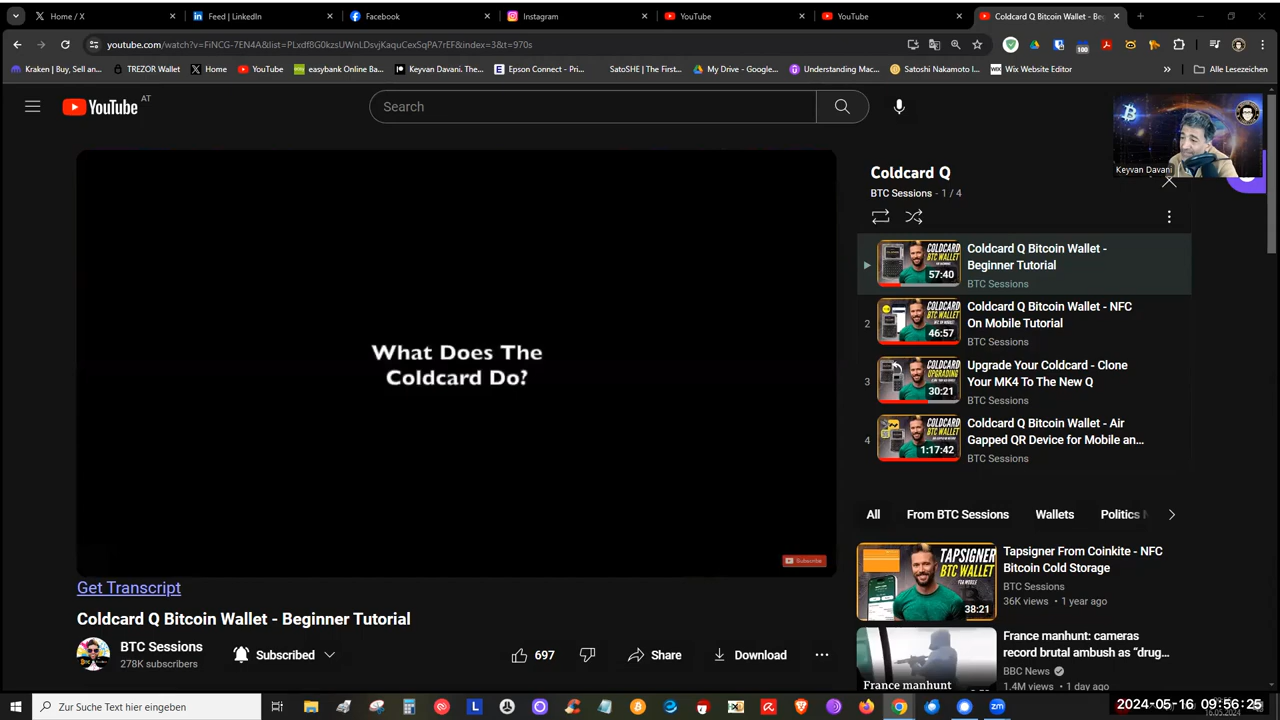 Home / X
Feed | LinkedIn
Facebook
Instagram
YouTube
YouTube
Coldcard Q Bitcoin Wallet - Be
youtube.com/watch?v=FiNCG-7EN4A&list=PLxdf8G0kzsUWnLDsvjKaquCexSqPA7rEF&index=3&t=970s
100
Kraken | Buy, Sell an...
TREZOR Wallet
Home
YouTube
easybank Online Ba...
Keyvan Davani. The...
Epson Connect - Pri...
SatoSHE | The First...
My Drive - Google...
Understanding Mac...
Satoshi Nakamoto I...
Wix Website Editor
Alle Lesezeichen
YouTube
AT
Search
Keyvan Davani
What Does The
Coldcard Do?
Subscribe
Coldcard Q
BTC Sessions - 1 / 4
57:40
Coldcard Q Bitcoin Wallet -
Beginner Tutorial
BTC Sessions
2
46:57
Coldcard Q Bitcoin Wallet - NFC
On Mobile Tutorial
BTC Sessions
3
30:21
Upgrade Your Coldcard - Clone
Your MK4 To The New Q
BTC Sessions
4
1:17:42
Coldcard Q Bitcoin Wallet - Air
Gapped QR Device for Mobile an...
BTC Sessions
All
From BTC Sessions
Wallets
Politics
TAPSIGNER
BTC WALLET
38:21
Tapsigner From Coinkite - NFC
Bitcoin Cold Storage
BTC Sessions
36K views • 1 year ago
France manhunt
France manhunt: cameras
record brutal ambush as “drug...
BBC News
1.4M views • 1 day ago
Get Transcript
Coldcard Q Bitcoin Wallet - Beginner Tutorial
BTC Sessions
278K subscribers
Subscribed
697
Share
Download
Zur Suche Text hier eingeben
2024-05-16 09:56:25